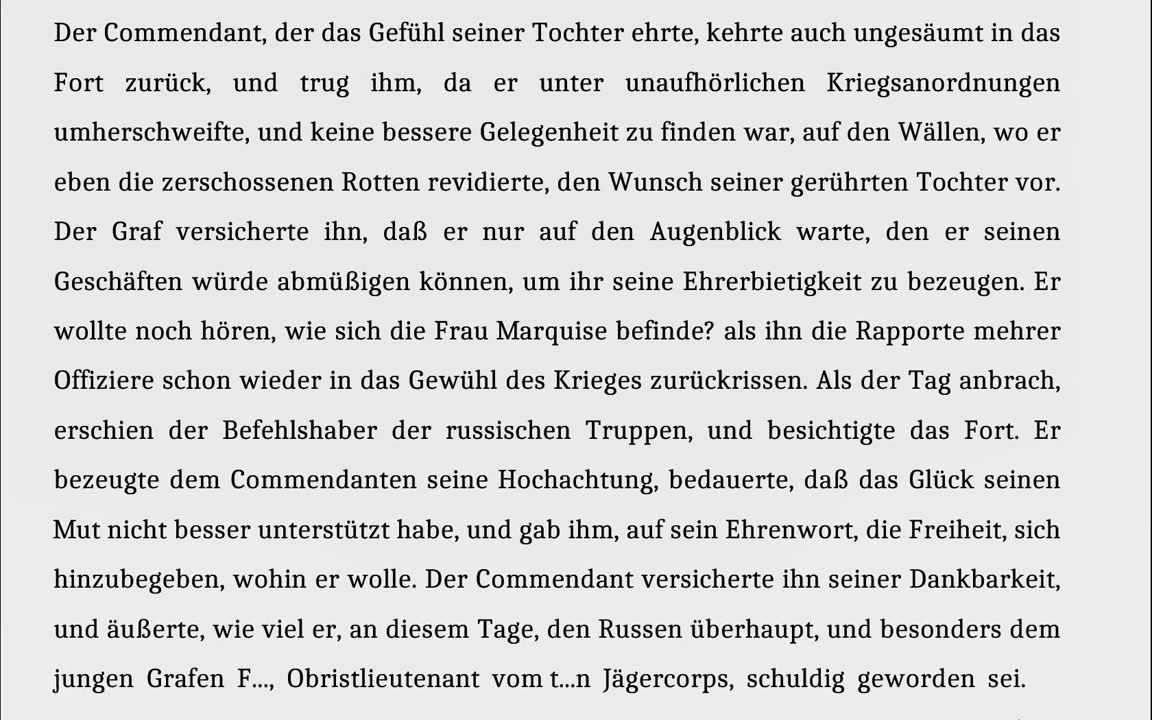 Der Commendant, der das Gefühl seiner Tochter ehrte, kehrte auch ungesäumt in das
Fort zurück, und trug ihm, da er unter unaufhörlichen Kriegsanordnungen
umherschweifte, und keine bessere Gelegenheit zu finden war, auf den Wällen, wo er
eben die zerschossenen Rotten revidierte, den Wunsch seiner gerührten Tochter vor.
Der Graf versicherte ihn, daß er nur auf den Augenblick warte, den er seinen
Geschäften würde abmüßigen können, um ihr seine Ehrerbietigkeit zu bezeugen. Er
wollte noch hören, wie sich die Frau Marquise befinde? als ihn die Rapporte mehrer
Offiziere schon wieder in das Gewühl des Krieges zurückrissen. Als der Tag anbrach,
erschien der Befehlshaber der russischen Truppen, und besichtigte das Fort. Er
bezeugte dem Commendanten seine Hochachtung, bedauerte, daß das Glück seinen
Mut nicht besser unterstützt habe, und gab ihm, auf sein Ehrenwort, die Freiheit, sich
hinzubegeben, wohin er wolle. Der Commendant versicherte ihn seiner Dankbarkeit,
und äußerte, wie viel er, an diesem Tage, den Russen überhaupt, und besonders dem
jungen Grafen F..., Obristlieutenant vom t...n Jägercorps, schuldig geworden sei.